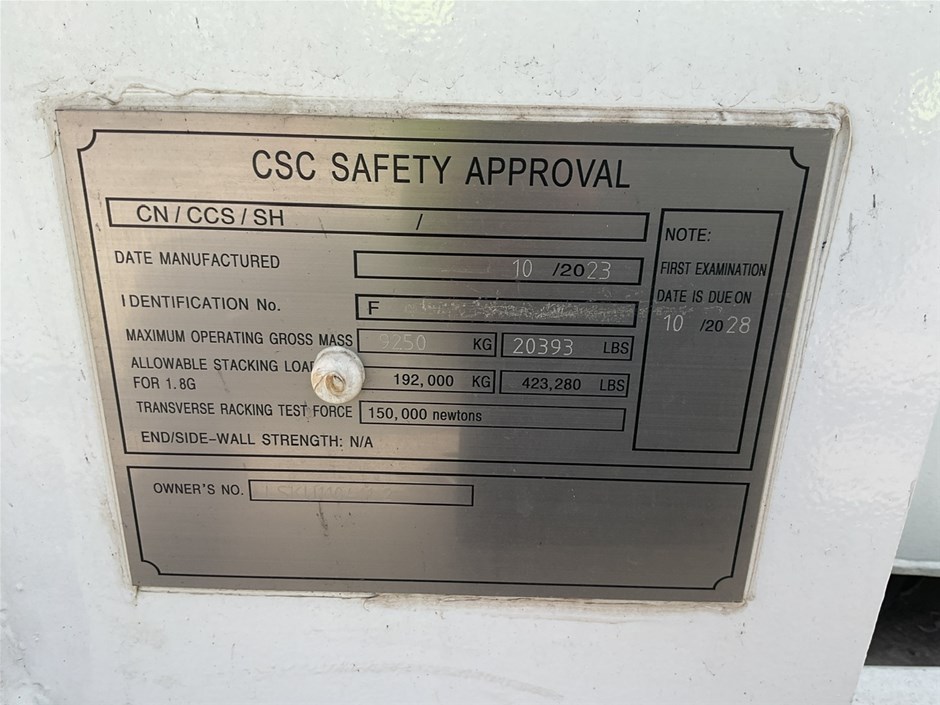 CSC SAFETY APPROVAL
CN/CCS/SH /
DATE MANUFACTURED 10 /2023
IDENTIFICATION No. F
MAXIMUM OPERATING GROSS MASS 9250 KG 20393 LBS
ALLOWABLE STACKING
FOR 1.8G 192,000 KG 423,280 LBS
TRANSVERSE RACKING TEST FORCE 150,000 newtons
END/SIDE-WALL STRENGTH: N/A
NOTE:
FIRST EXAMINATION
DATE IS DUE ON
10 /2028
OWNER'S NO.